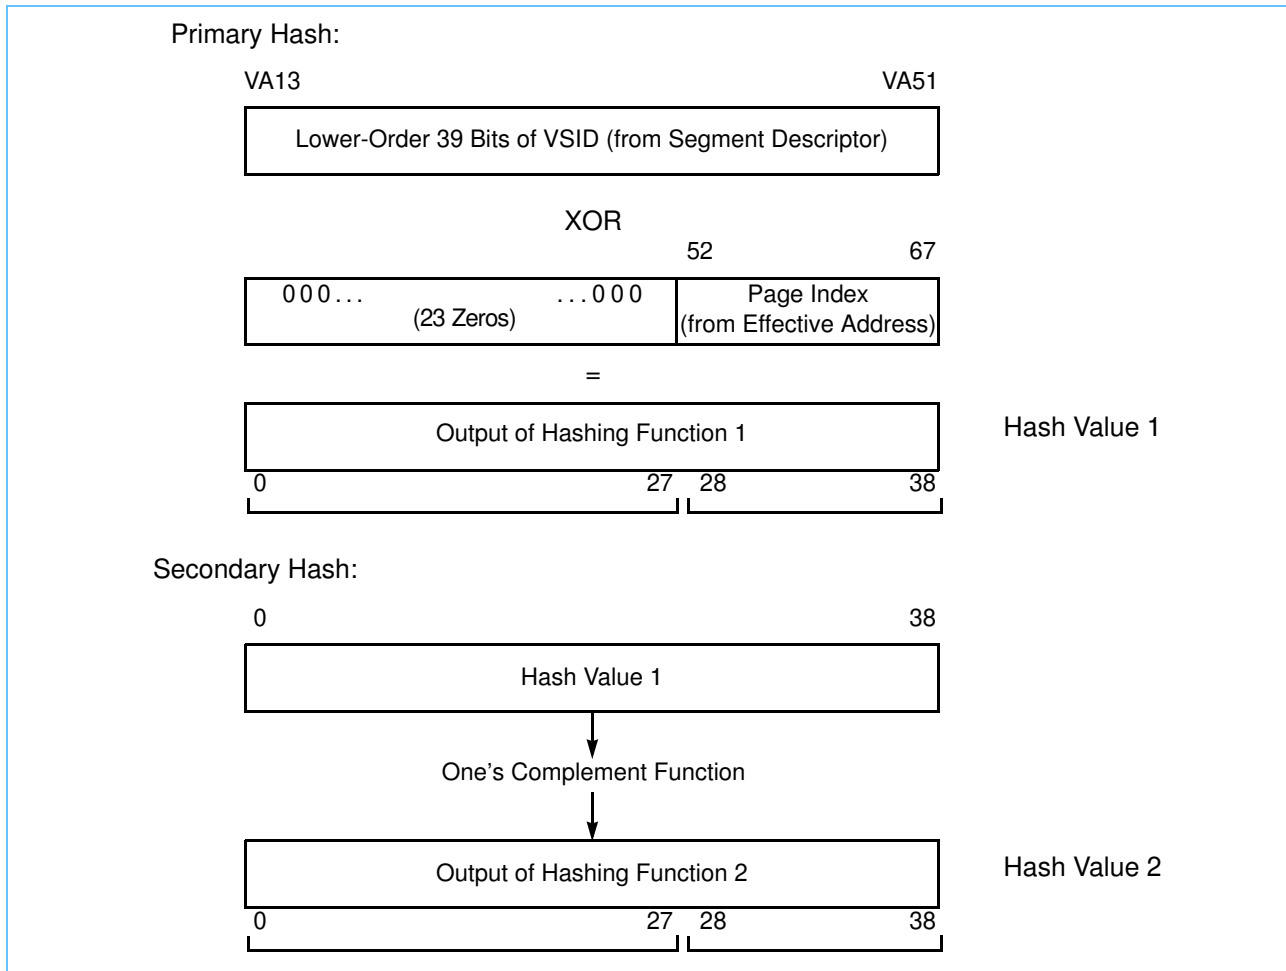 Primary Hash:
VA13 VA51
Lower-Order 39 Bits of VSID (from Segment Descriptor)
XOR
52 67
000... ...000 Page Index
(23 Zeros) (from Effective Address)
=
Output of Hashing Function 1 Hash Value 1
0 27 28 38
Secondary Hash:
0 38
Hash Value 1
One's Complement Function
Output of Hashing Function 2 Hash Value 2
0 27 28 38